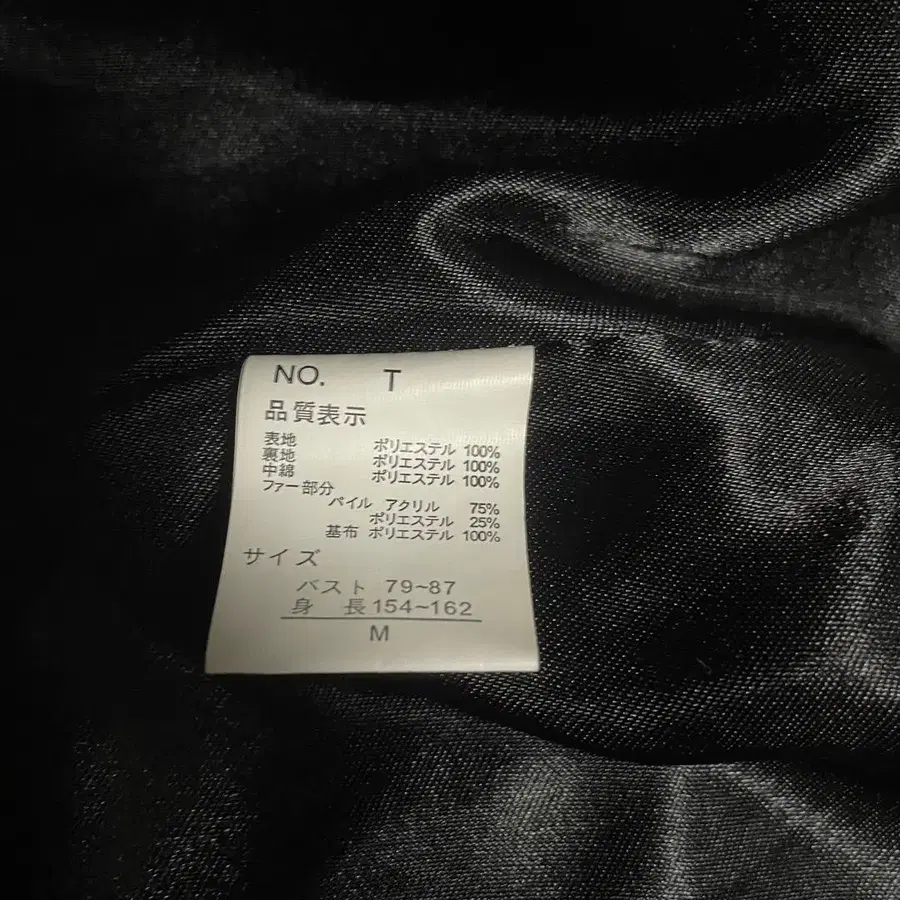 NO. T
品質表示
表地 ポリエステル 100%
裏地 ポリエステル 100%
中綿 ポリエステル 100%
ファー部分
パイル アクリル 75%
ポリエステル 25%
基布 ポリエステル 100%
サイズ
バスト 79~87
身 長 154~162
M